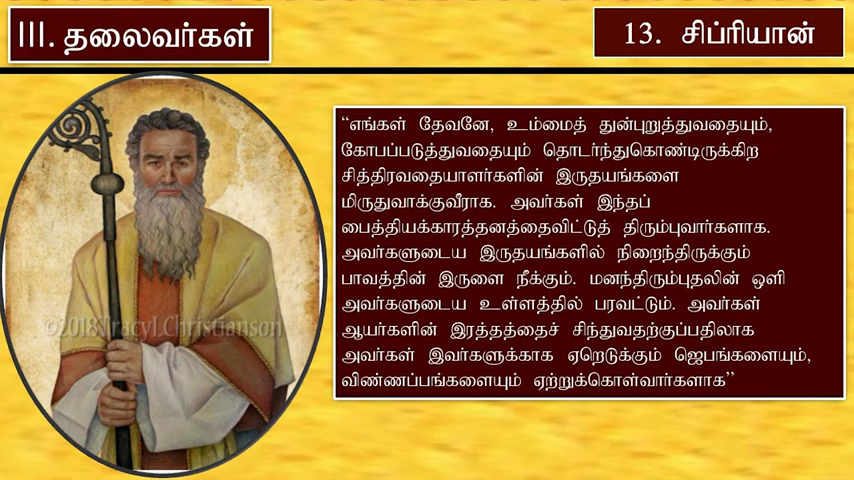 III. தலைவர்கள்
13. சிப்ரியான்
“எங்கள் தேவனே, உம்மைத் துன்புறுத்துவதையும்,
கோபப்படுத்துவதையும் தொடர்ந்துகொண்டிருக்கிற
சித்திரவதையாளர்களின் இருதயங்களை
மிருதுவாக்குவீராக. அவர்கள் இந்தப்
பைத்தியக்காரத்தனத்தைவிட்டுத் திரும்புவார்களாக.
அவர்களுடைய இருதயங்களில் நிறைந்திருக்கும்
பாவத்தின் இருளை நீக்கும். மனந்திரும்புதலின் ஒளி
அவர்களுடைய உள்ளத்தில் பரவட்டும். அவர்கள்
ஆயர்களின் இரத்தத்தைச் சிந்துவதற்குப்பதிலாக
அவர்கள் இவர்களுக்காக ஏறெடுக்கும் ஜெபங்களையும்,
விண்ணப்பங்களையும் ஏற்றுக்கொள்வார்களாக”
©2018TracyLChristianson